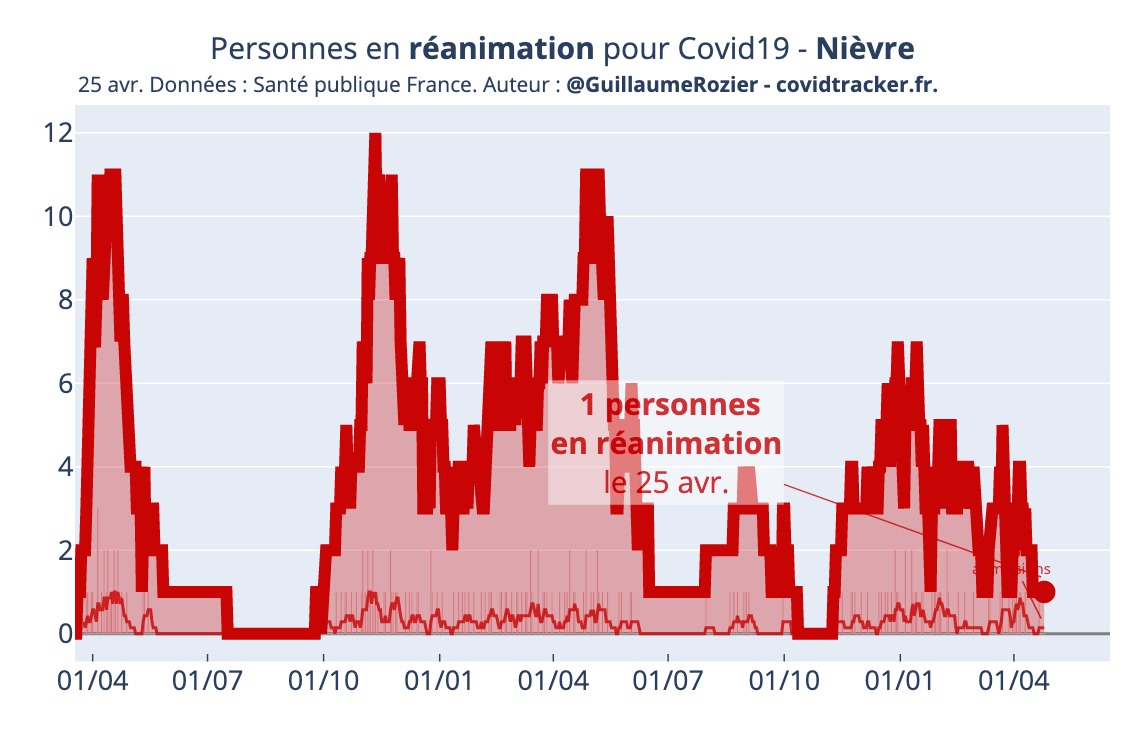 Personnes en réanimation pour Covid19 - Nièvre
25 avr. Données : Santé publique France. Auteur : @GuillaumeRozier - covidtracker.fr.
12
10
8
6
4
2
0
1 personnes
en réanimation
le 25 avr.
admissions
01/04 01/07 01/10 01/01 01/04 01/07 01/10 01/01 01/04